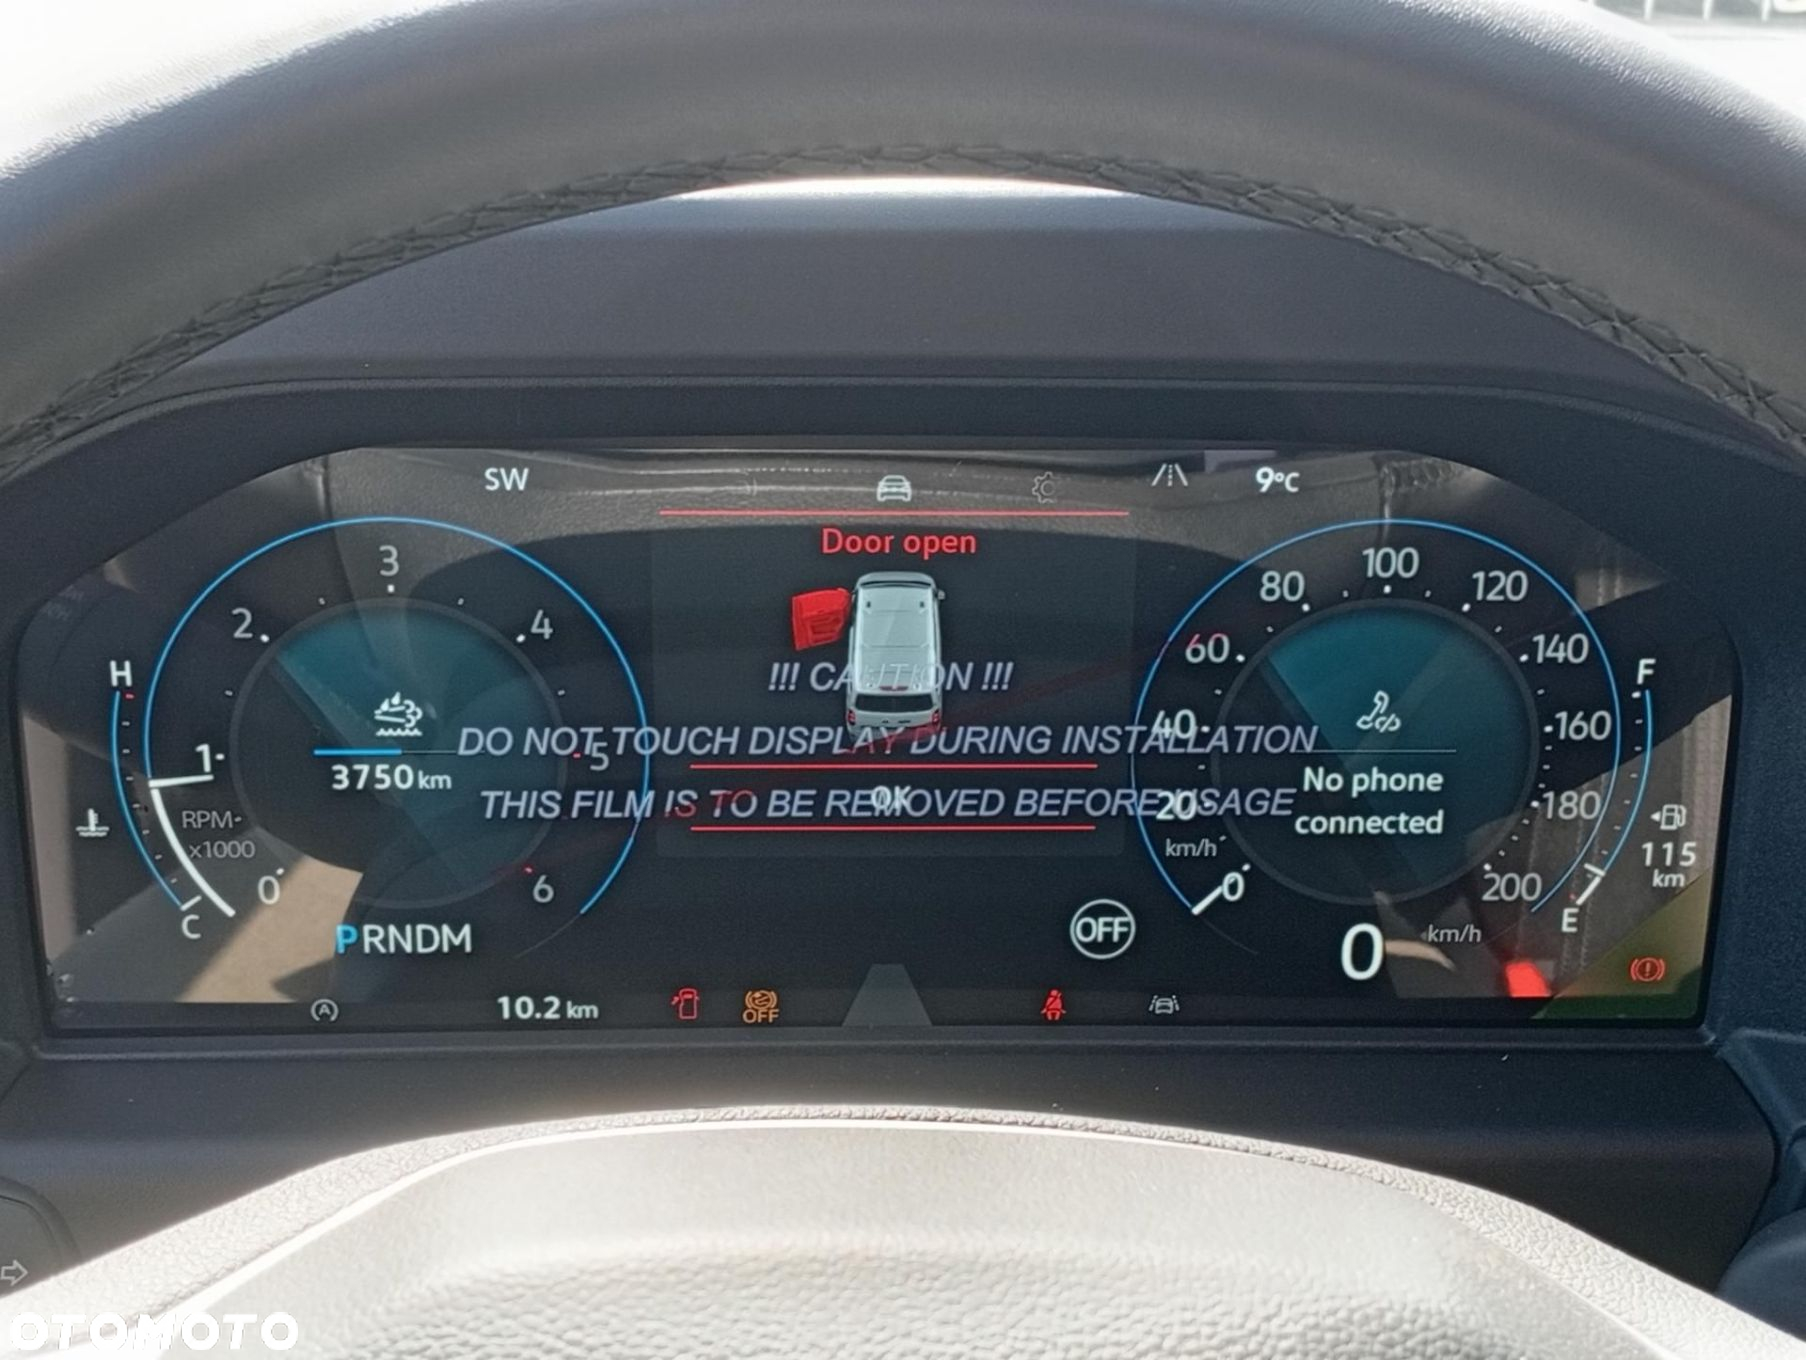 SW
9°C
Door open
3
2
4
1
5
RPM
x1000
0
6
H
C
3750 km
PRNDM
10.2 km
OFF
!!! CAUTION !!!
DO NOT TOUCH DISPLAY DURING INSTALLATION
THIS FILM IS TO BE REMOVED BEFORE USAGE
OK
OFF
100
80
120
60
140
40
160
20
180
km/h
0
200
No phone
connected
0 km/h
F
E
115
km
OTOMOTO